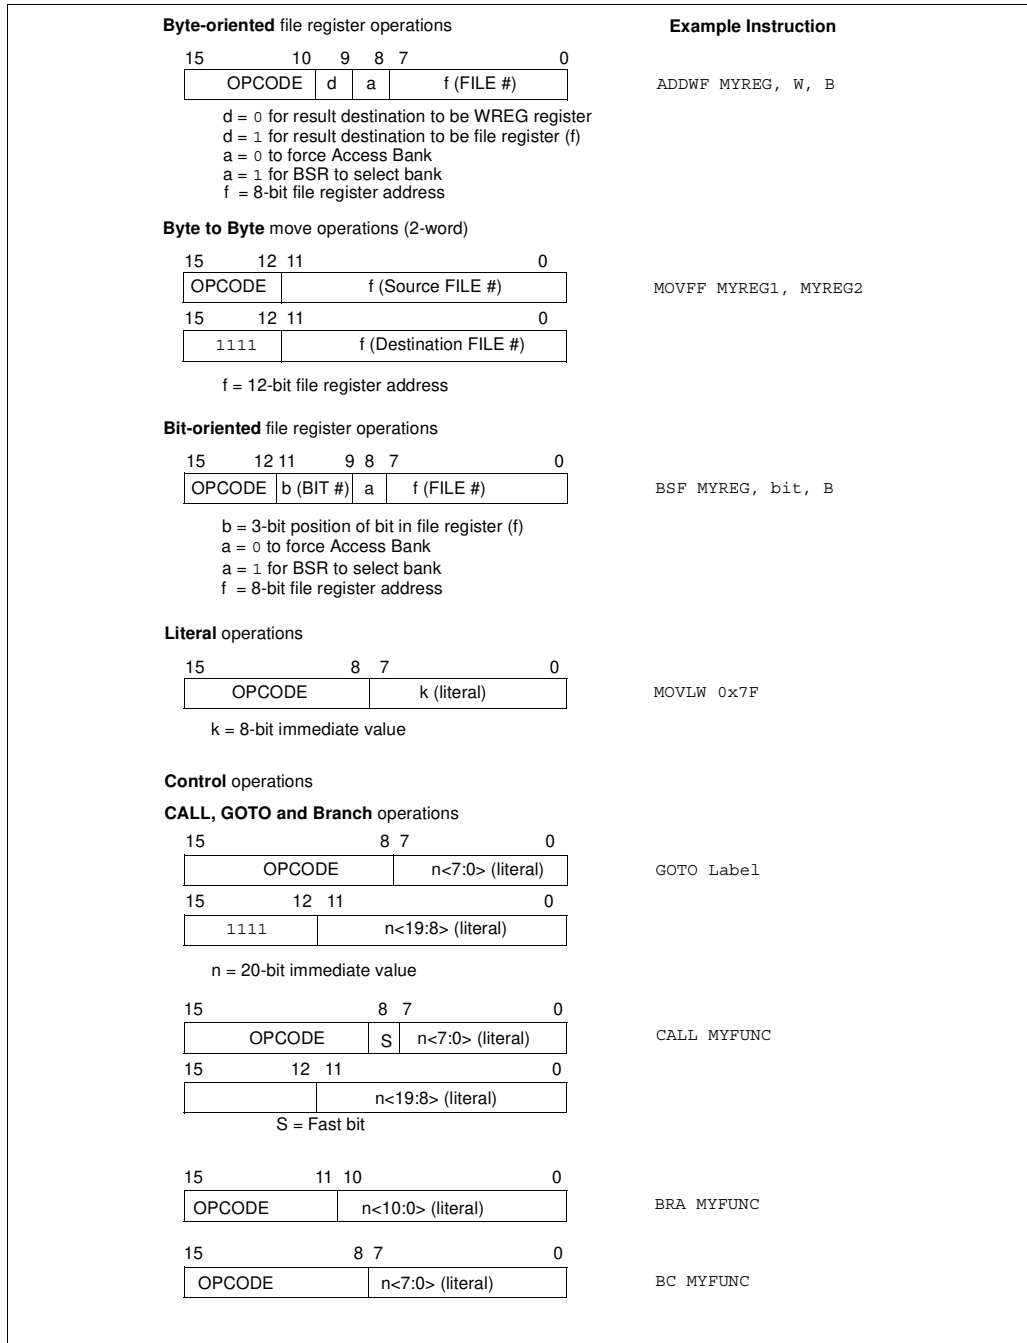 Byte-oriented file register operations Example Instruction
15 10 9 8 7 0
OPCODE d a f (FILE #) ADDWF MYREG, W, B
d = 0 for result destination to be WREG register
d = 1 for result destination to be file register (f)
a = 0 to force Access Bank
a = 1 for BSR to select bank
f = 8-bit file register address
Byte to Byte move operations (2-word)
15 12 11 0
OPCODE f (Source FILE #) MOVFF MYREG1, MYREG2
15 12 11 0
1111 f (Destination FILE #)
f = 12-bit file register address
Bit-oriented file register operations
15 12 11 9 8 7 0
OPCODE b (BIT #) a f (FILE #) BSF MYREG, bit, B
b = 3-bit position of bit in file register (f)
a = 0 to force Access Bank
a = 1 for BSR to select bank
f = 8-bit file register address
Literal operations
15 8 7 0
OPCODE k (literal) MOVLW 0x7F
k = 8-bit immediate value
Control operations
CALL, GOTO and Branch operations
15 8 7 0
OPCODE n<7:0> (literal) GOTO Label
15 12 11 0
1111 n<19:8> (literal)
n = 20-bit immediate value
15 8 7 0
OPCODE S n<7:0> (literal) CALL MYFUNC
15 12 11 0
n<19:8> (literal)
S = Fast bit
15 11 10 0
OPCODE n<10:0> (literal) BRA MYFUNC
15 8 7 0
OPCODE n<7:0> (literal) BC MYFUNC